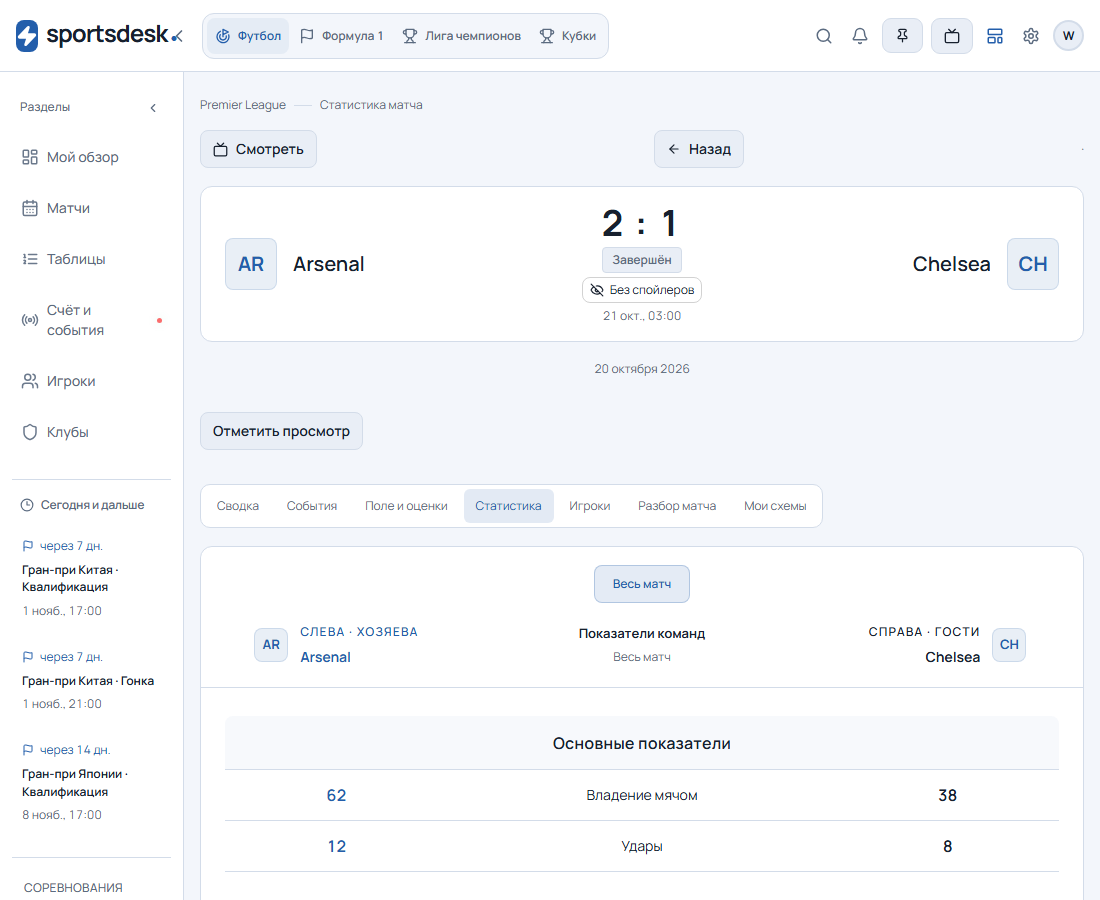 sportsdesk
Футбол
Формула 1
Лига чемпионов
Кубки
W
Разделы
Мой обзор
Матчи
Таблицы
Счёт и
события
Игроки
Клубы
Сегодня и дальше
через 7 дн.
Гран-при Китая ·
Квалификация
1 нояб., 17:00
через 7 дн.
Гран-при Китая · Гонка
1 нояб., 21:00
через 14 дн.
Гран-при Японии ·
Квалификация
8 нояб., 17:00
СОРЕВНОВАНИЯ
Premier League — Статистика матча
Смотреть
Назад
AR Arsenal
2 : 1
Завершён
Без спойлеров
21 окт., 03:00
Chelsea CH
20 октября 2026
Отметить просмотр
Сводка
События
Поле и оценки
Статистика
Игроки
Разбор матча
Мои схемы
Весь матч
AR
СЛЕВА · ХОЗЯЕВА
Arsenal
Показатели команд
Весь матч
СПРАВА · ГОСТИ
Chelsea
CH
Основные показатели
62 Владение мячом 38
12 Удары 8